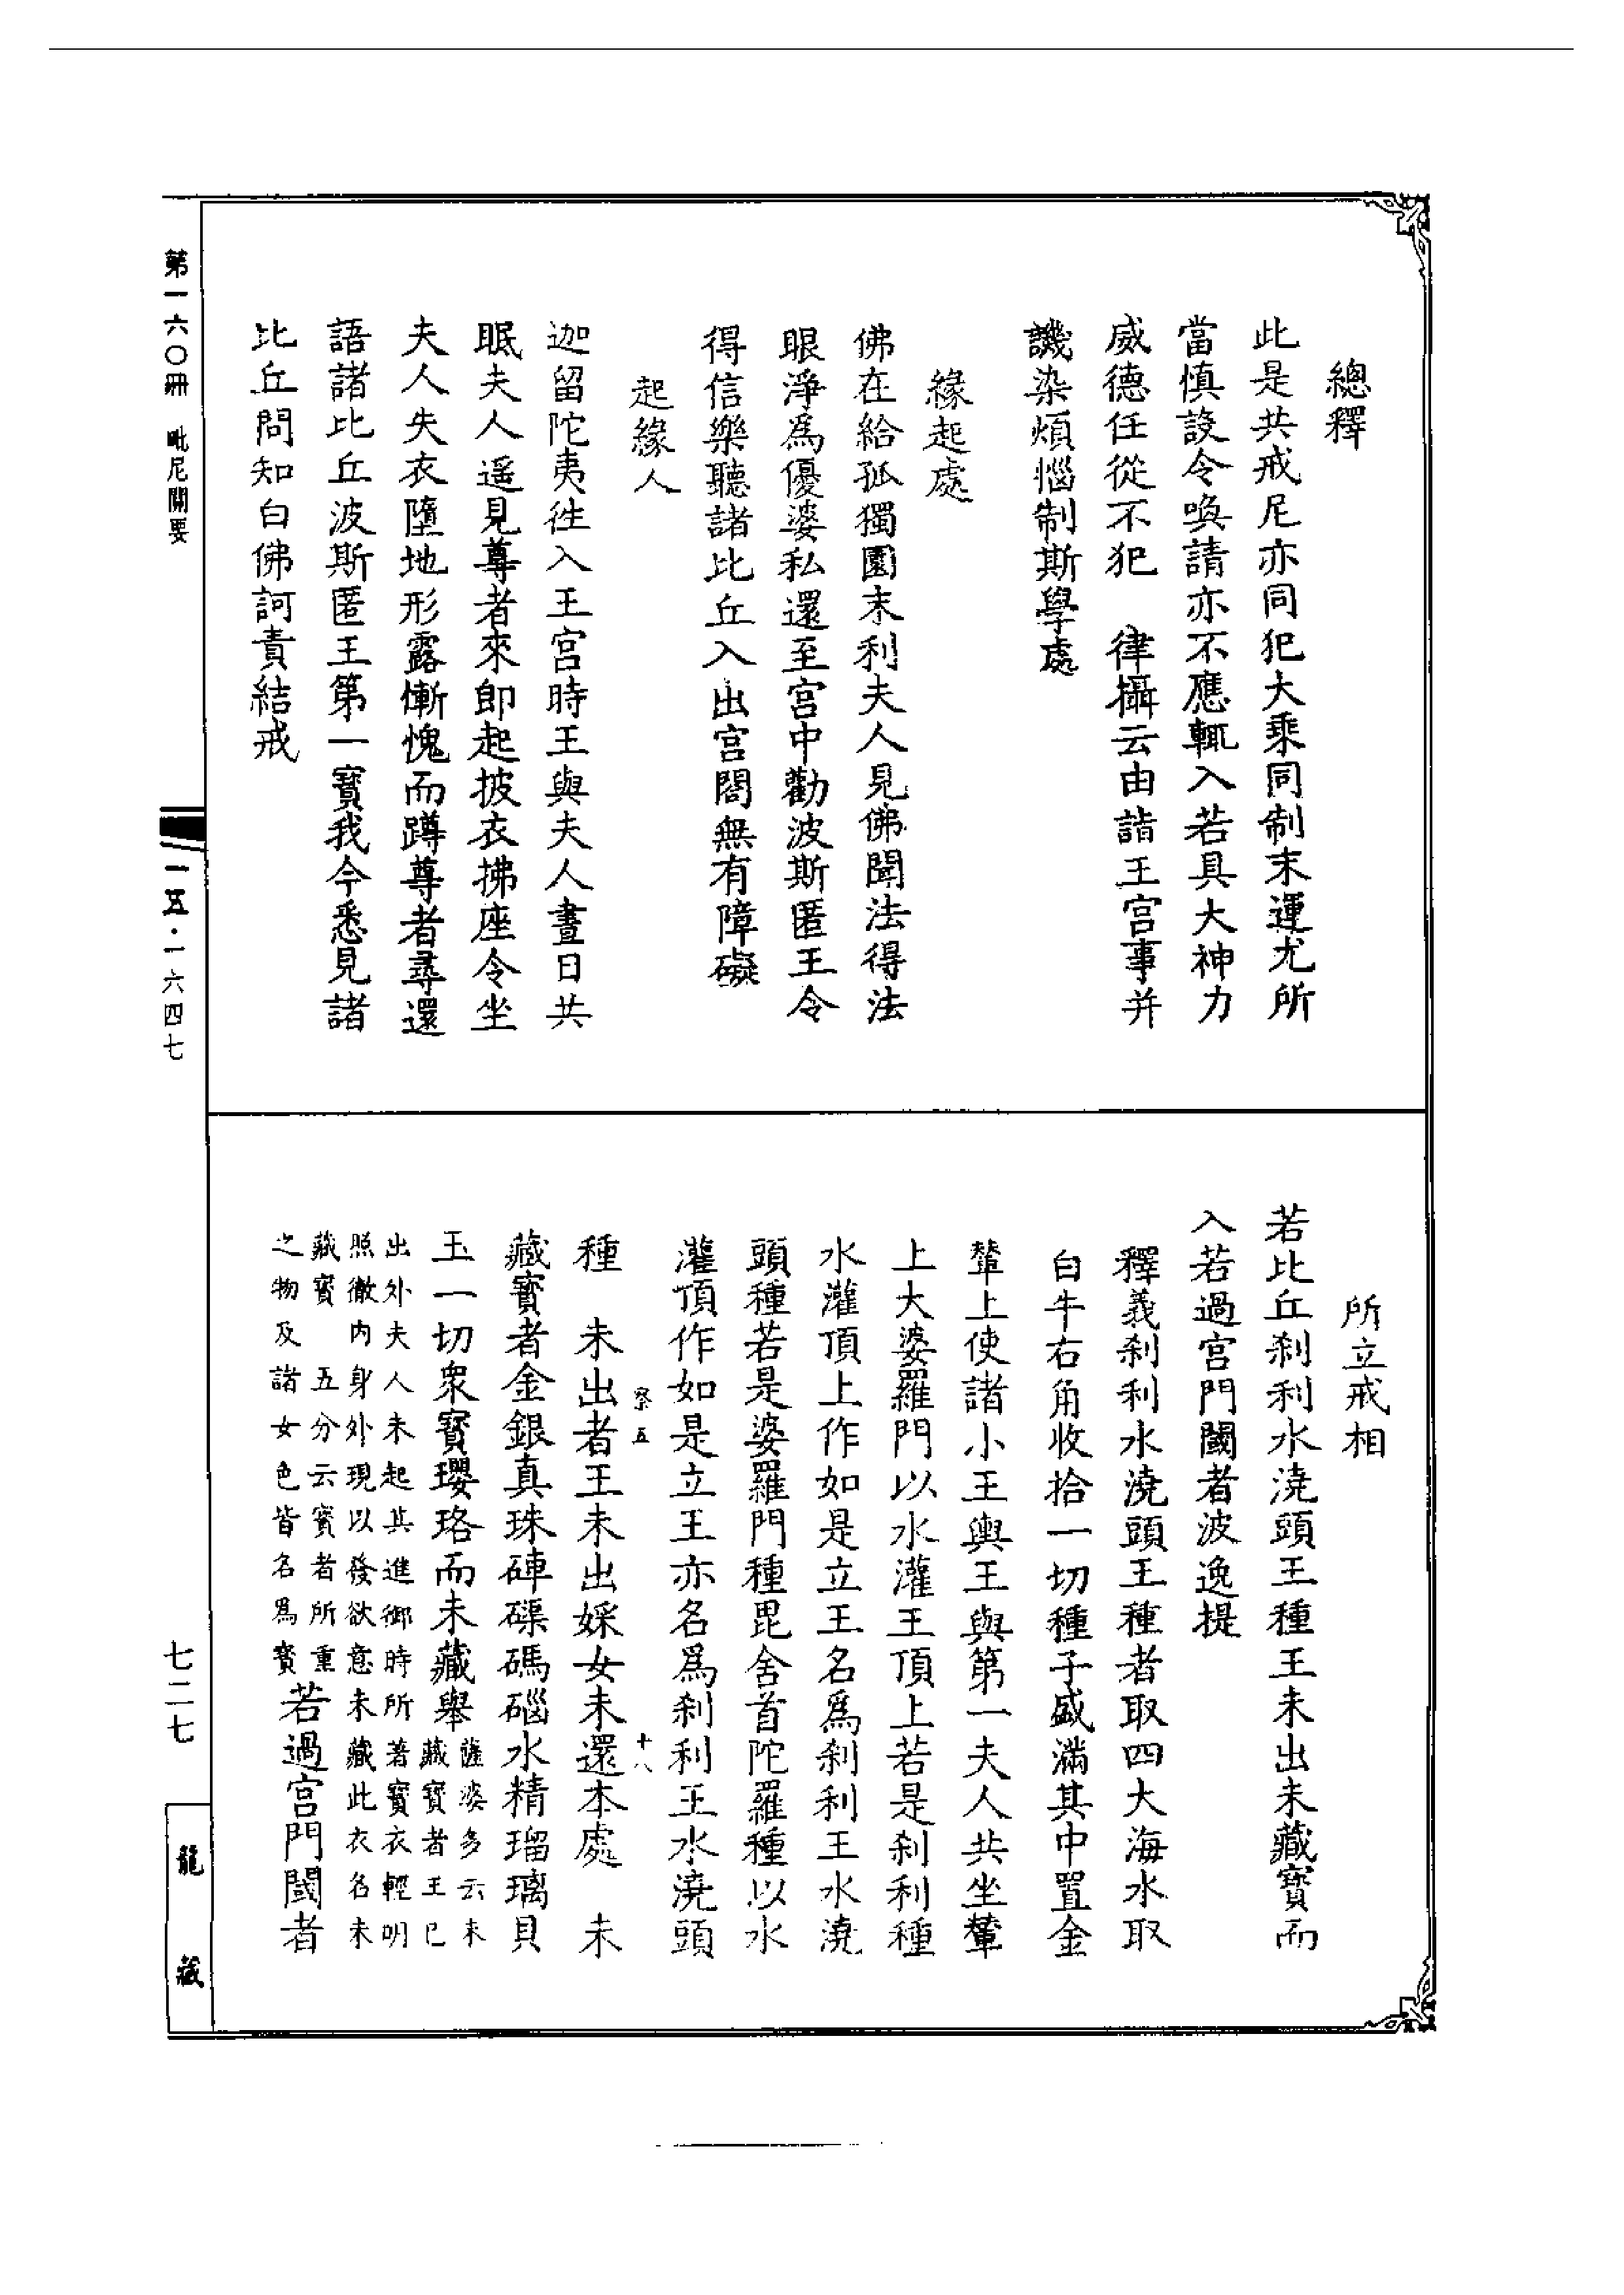 總釋
此是共戒尼亦同犯大乘同制末運尤所
當慎設令喚請亦不應輒入若具大神力
威德任從不犯　律攝云由詣王宮事并
譏染煩惱制斯學處
緣起處
佛在給孤獨園末利夫人見佛聞法得法
眼淨為優婆私還至宮中勸波斯匿王令
得信樂聽諸比丘入出宮閤無有障礙
起緣人
迦留陀夷徃入王宮時王與夫人晝日共
眠夫人遥見尊者來即起披衣拂座令坐
夫人失衣墮地形露慚愧而蹲尊者尋還
語諸比丘波斯匿王第一寳我今悉見諸
比丘問知白佛訶責結戒
所立戒相
若比丘刹利水澆頭王種王未出未藏寳而
入若過宮門閾者波逸提
釋義刹利水澆頭王種者取四大海水取
白牛右角收拾一切種子盛滿其中置金
輦上使諸小王輿王與第一夫人共坐輦
上大婆羅門以水灌王頂上若是刹利種
水灌頂上作如是立王名爲刹利王水澆
頭種若是婆羅門種毘舍首陀羅種以水
灌頂作如是立王亦名爲刹利王水澆頭
種　未出者王未出婇女未還本處　未
藏寳者金銀真珠硨磲碼碯水精瑠璃貝
玉一切衆寳瓔珞而未藏舉薩婆多云未
藏寳者王已
出外夫人未起其進御時所著寳衣輕明
照徹内身外現以發欲意未藏此衣名未
藏寳　五分云寳者所重
之物及諸女色皆名爲寳若過宮門閾者
第一六〇冊　毗尼關要
一五·一六四七
七二七
龍藏
五
十八